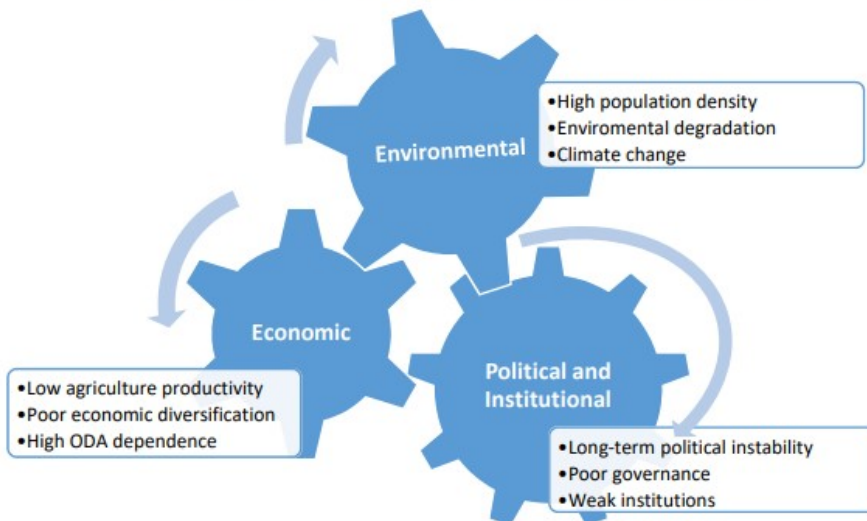 Environmental
•High population density
•Enviromental degradation
•Climate change
Economic
•Low agriculture productivity
•Poor economic diversification
•High ODA dependence
Political and
Institutional
•Long-term political instability
•Poor governance
•Weak institutions